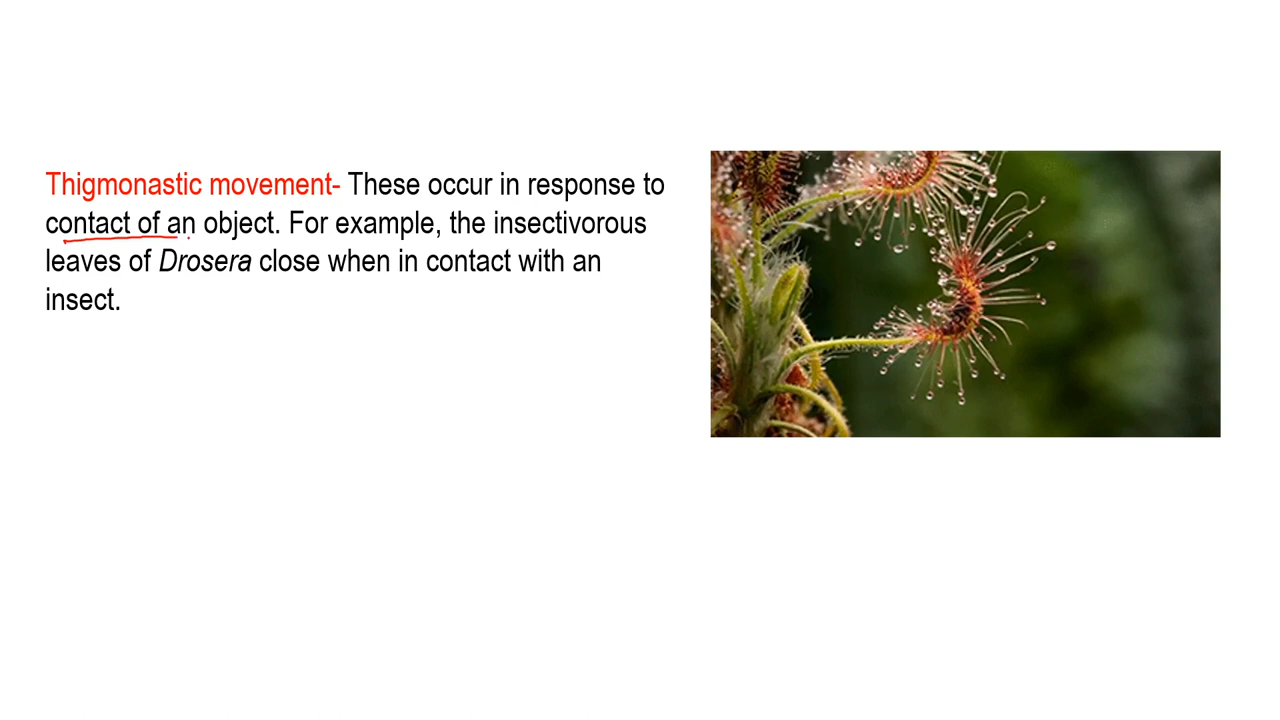 Thigmonastic movement- These occur in response to
contact of an object. For example, the insectivorous
leaves of Drosera close when in contact with an
insect.